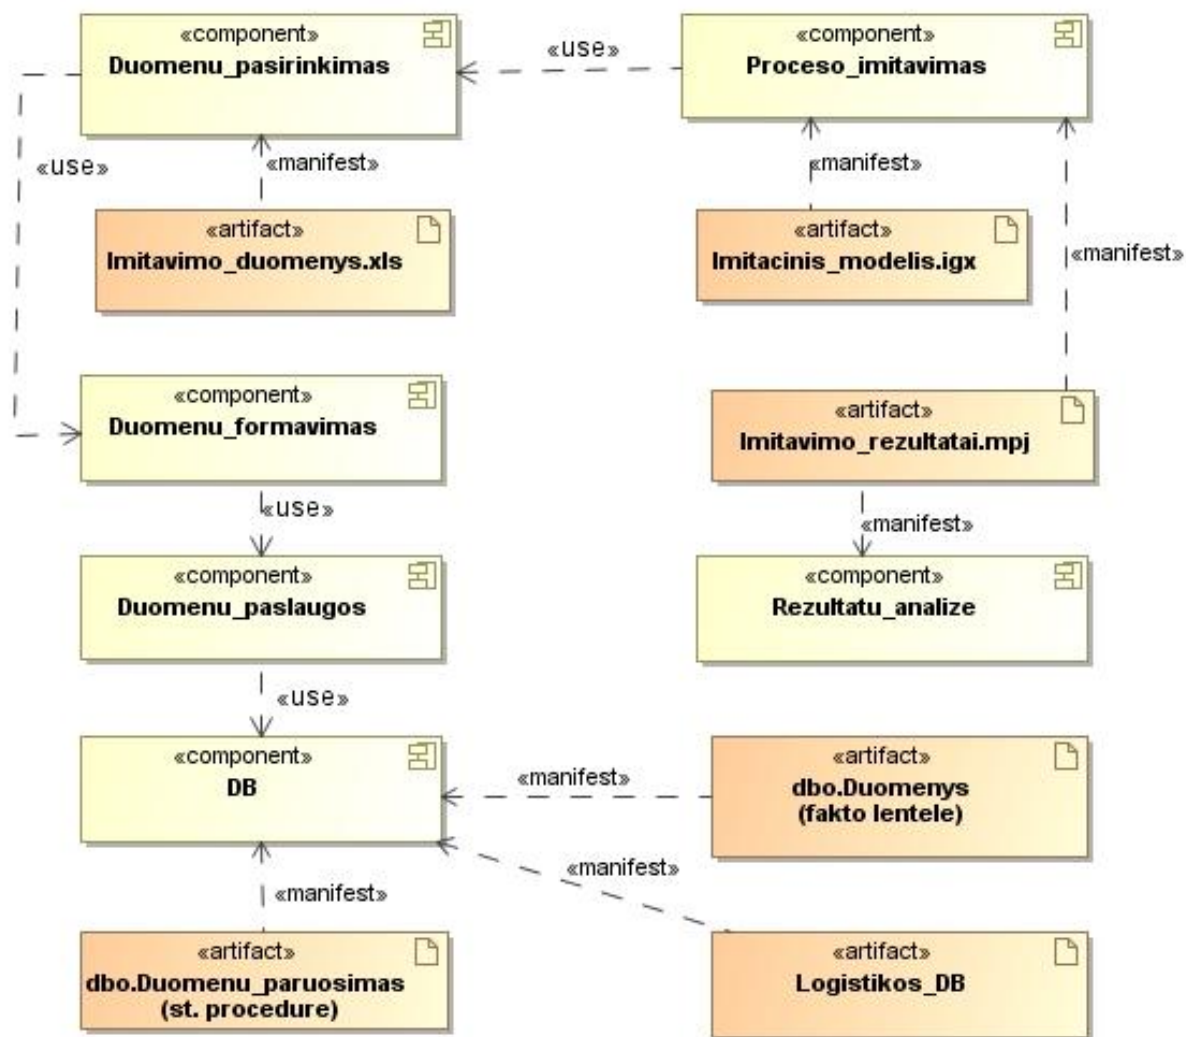 «component»
Duomenu_pasirinkimas
«use»
«component»
Proceso_imitavimas
«use»
«manifest»
«manifest»
«artifact»
Imitavimo_duomenys.xls
«artifact»
Imitacinis_modelis.igx
«manifest»
«component»
Duomenu_formavimas
«artifact»
Imitavimo_rezultatai.mpj
«use»
«manifest»
«component»
Duomenu_paslaugos
«component»
Rezultatu_analize
«use»
«component»
DB
«manifest»
«artifact»
dbo.Duomenys
(fakto lentele)
«manifest»
«manifest»
«artifact»
dbo.Duomenu_paruosimas
(st. procedure)
«artifact»
Logistikos_DB